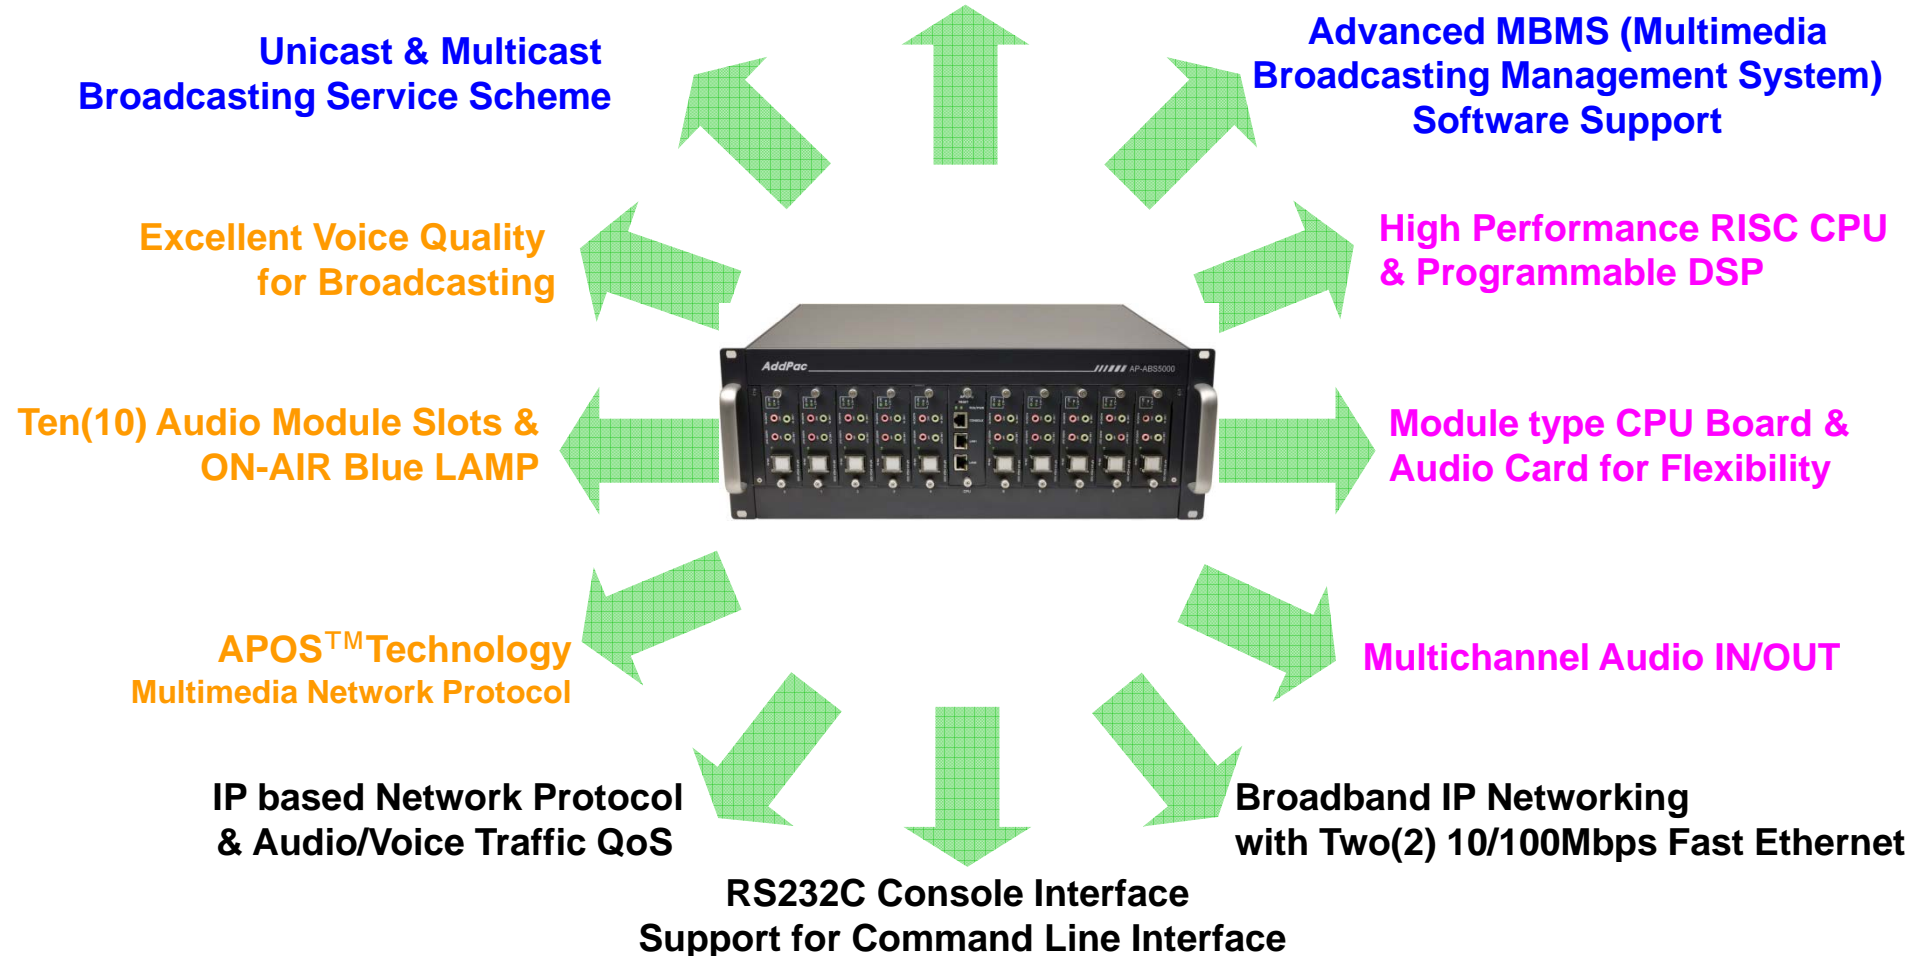 Unicast & Multicast
Broadcasting Service Scheme
Advanced MBMS (Multimedia
Broadcasting Management System)
Software Support
Excellent Voice Quality
for Broadcasting
High Performance RISC CPU
& Programmable DSP
AddPac
AP-ABS5000
Ten(10) Audio Module Slots &
ON-AIR Blue LAMP
Module type CPU Board &
Audio Card for Flexibility
CPU
APOS™Technology
Multimedia Network Protocol
Multichannel Audio IN/OUT
IP based Network Protocol
& Audio/Voice Traffic QoS
Broadband IP Networking
with Two(2) 10/100Mbps Fast Ethernet
RS232C Console Interface
Support for Command Line Interface